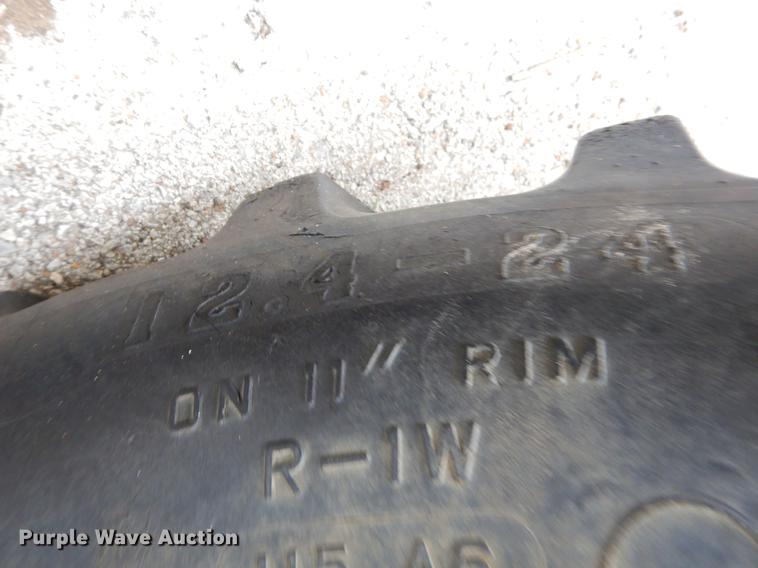 12.4-24
ON 11" RIM
R-1W
Purple Wave Auction